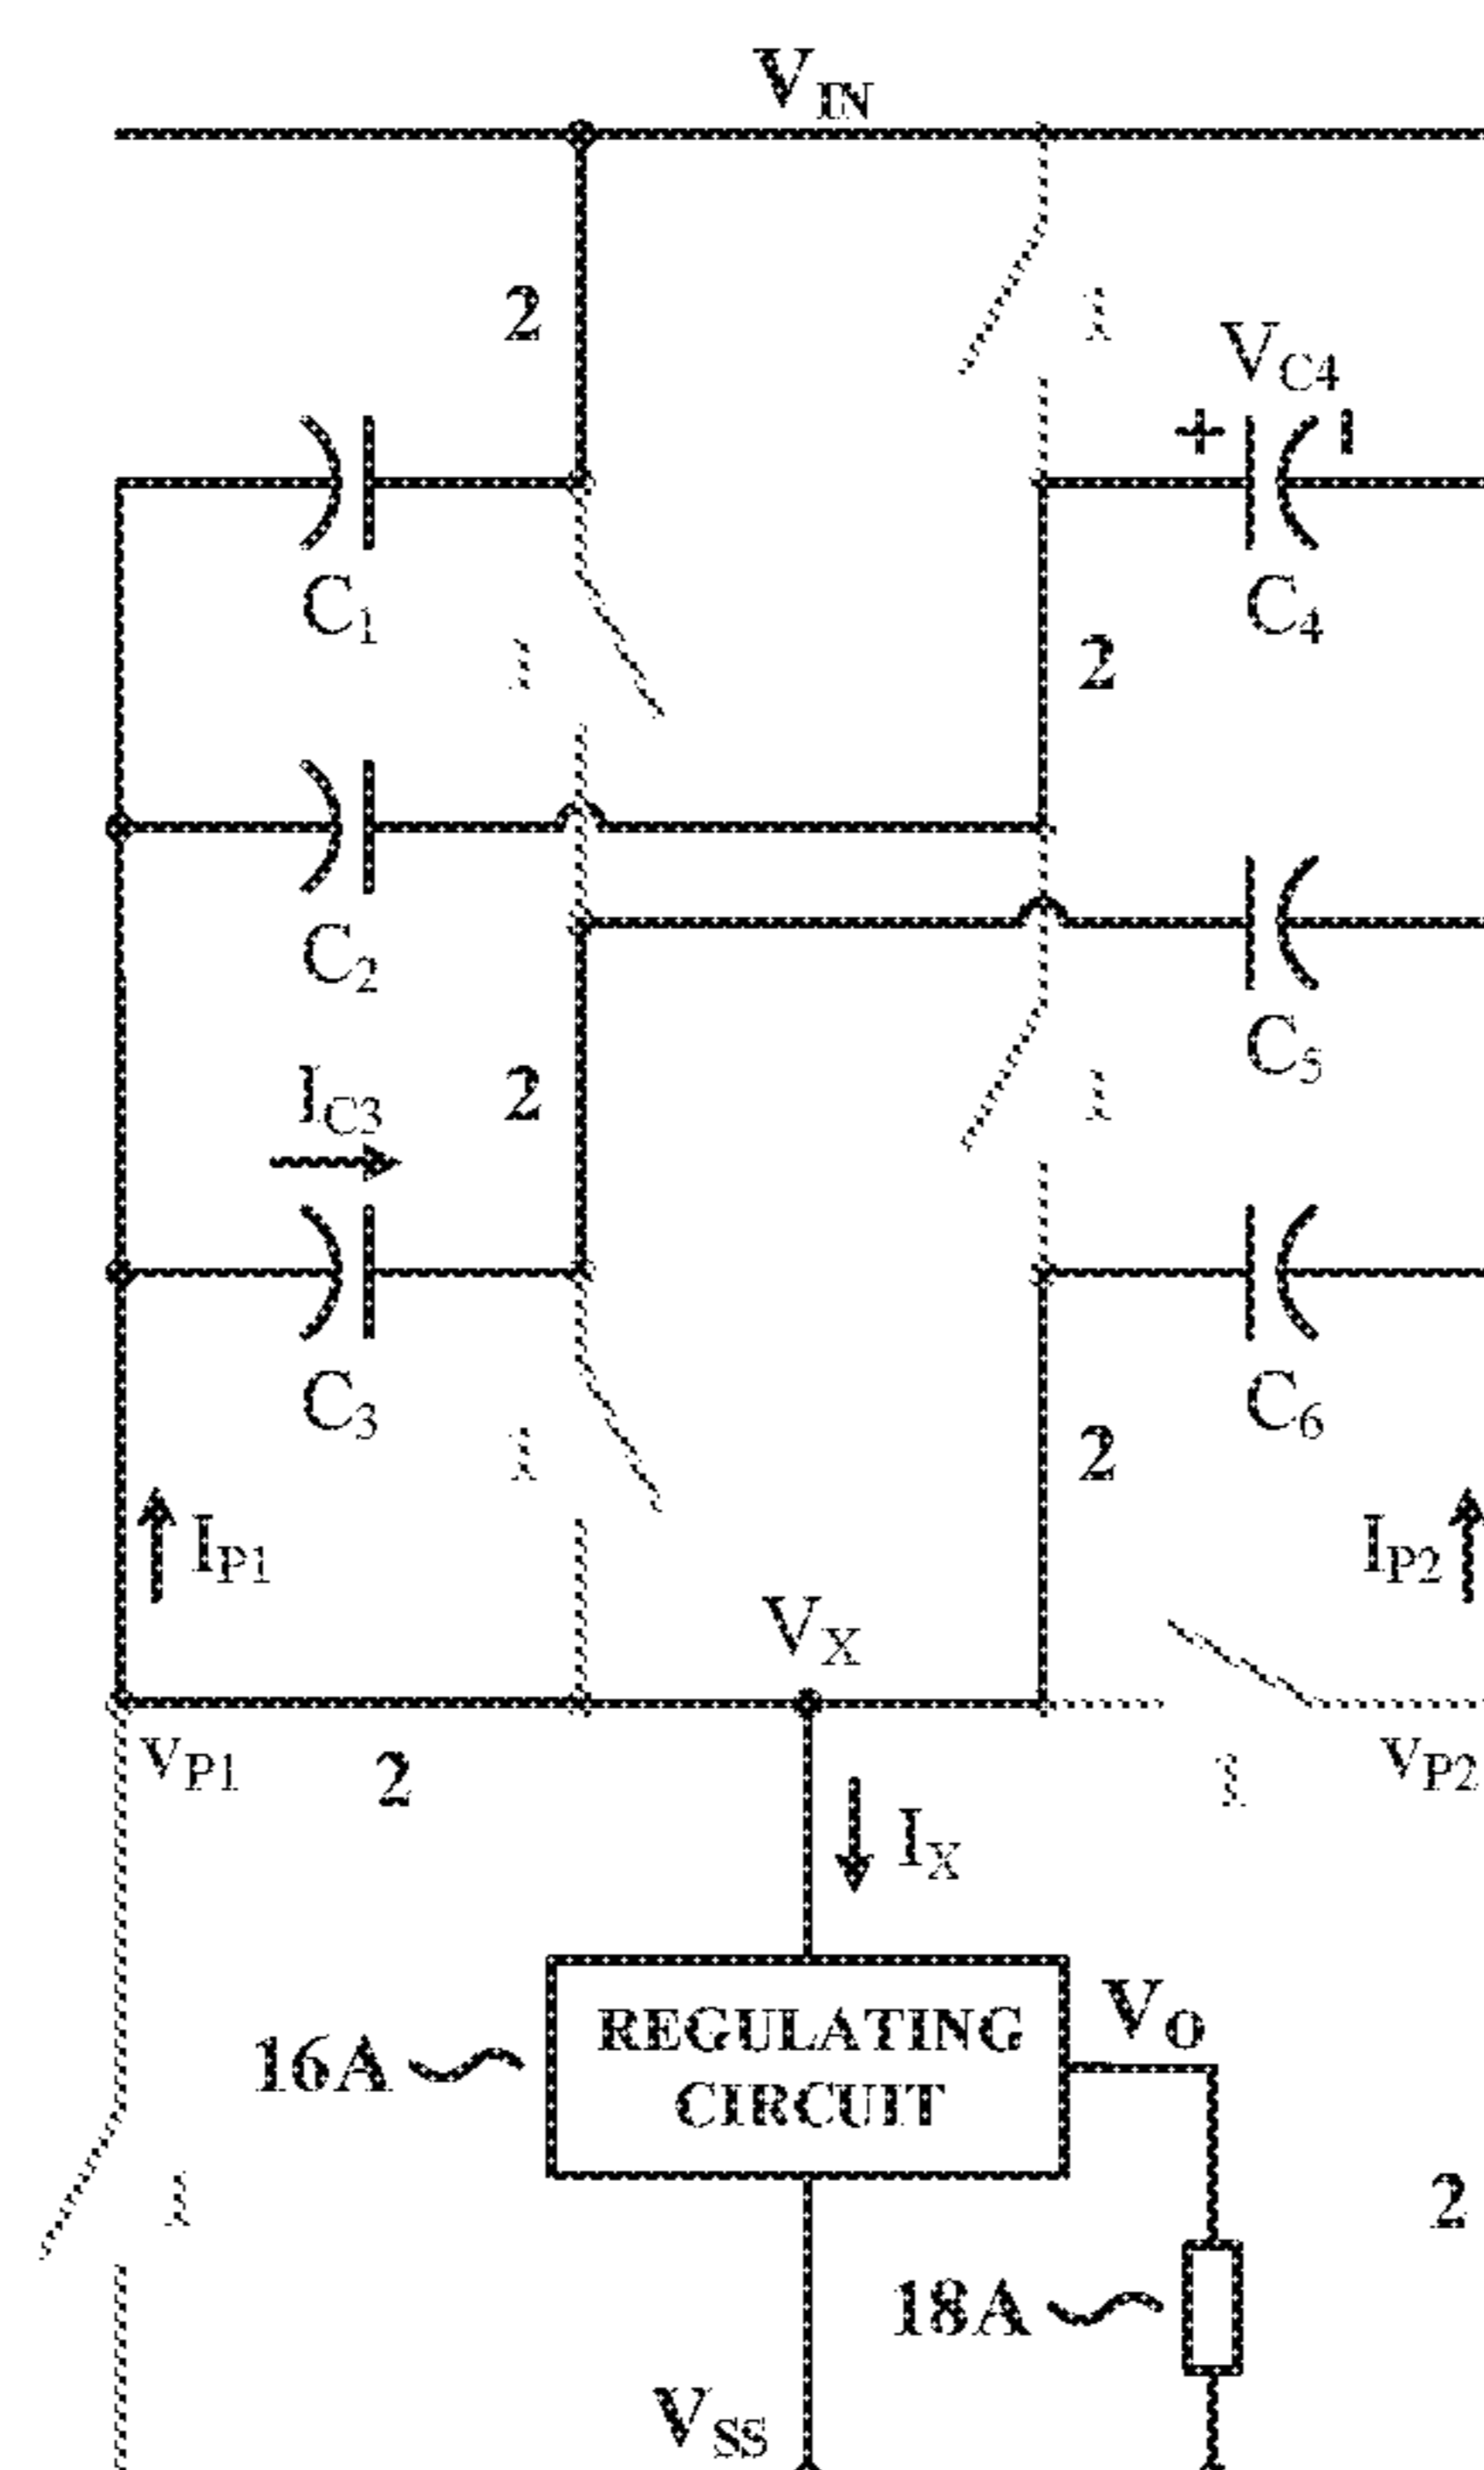 V_IN
2
1
V_C4
+
C_1
C_4
1
2
C_2
C_5
I_C3
2
1
C_3
C_6
1
2
I_P1
I_P2
V_X
V_P1
2
1
V_P2
I_X
16A
REGULATING
CIRCUIT
V_O
1
2
18A
V_SS